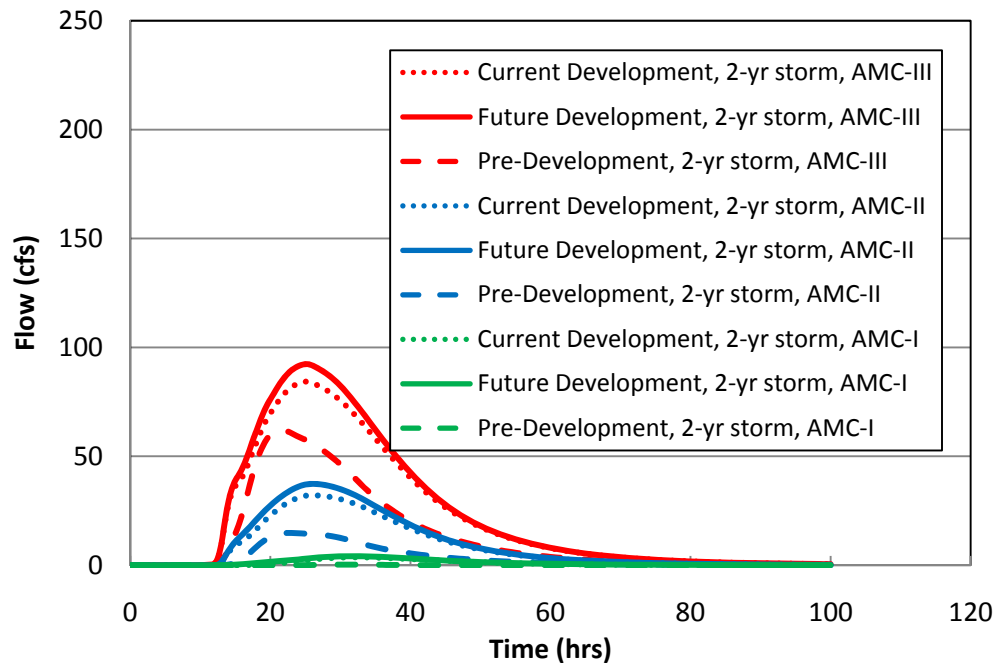 250
200
150
100
50
0
Flow (cfs)
Current Development, 2-yr storm, AMC-III
Future Development, 2-yr storm, AMC-III
Pre-Development, 2-yr storm, AMC-III
Current Development, 2-yr storm, AMC-II
Future Development, 2-yr storm, AMC-II
Pre-Development, 2-yr storm, AMC-II
Current Development, 2-yr storm, AMC-I
Future Development, 2-yr storm, AMC-I
Pre-Development, 2-yr storm, AMC-I
0 20 40 60 80 100 120
Time (hrs)